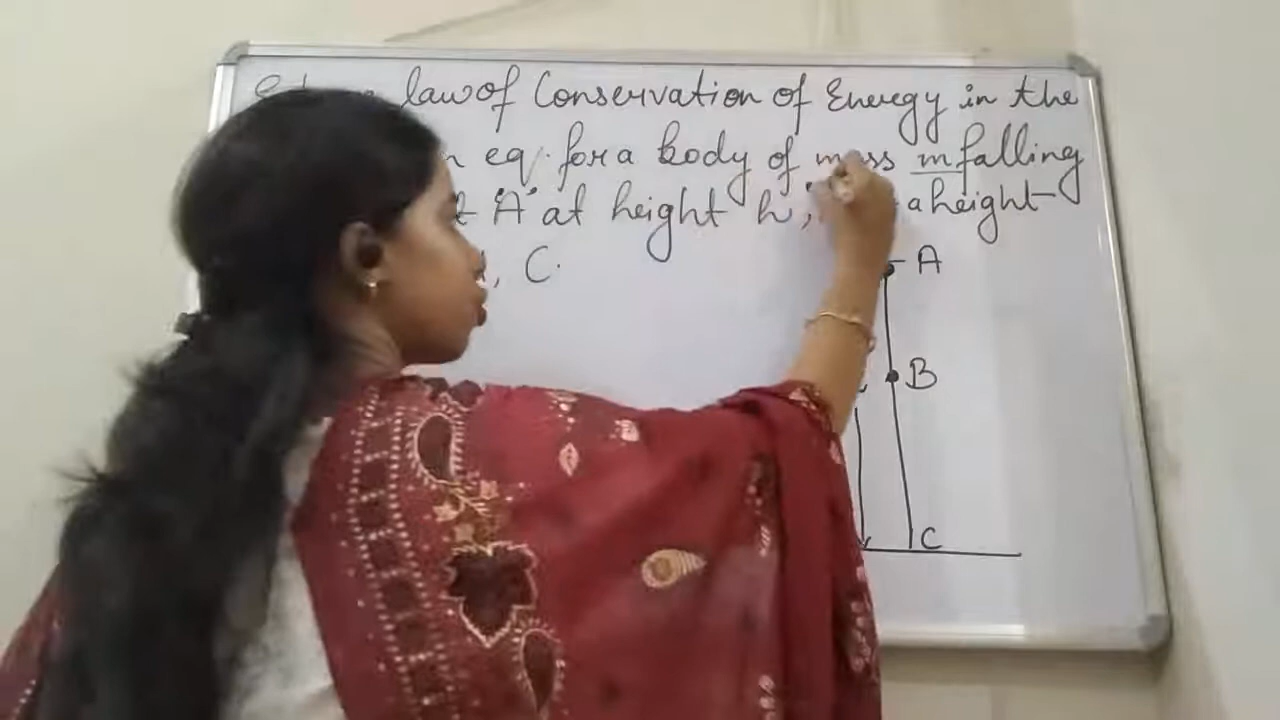 law of Conservation of Energy in the
eq. for a body of mass m falling
'A' at height h, a height
, C.
A
B
C